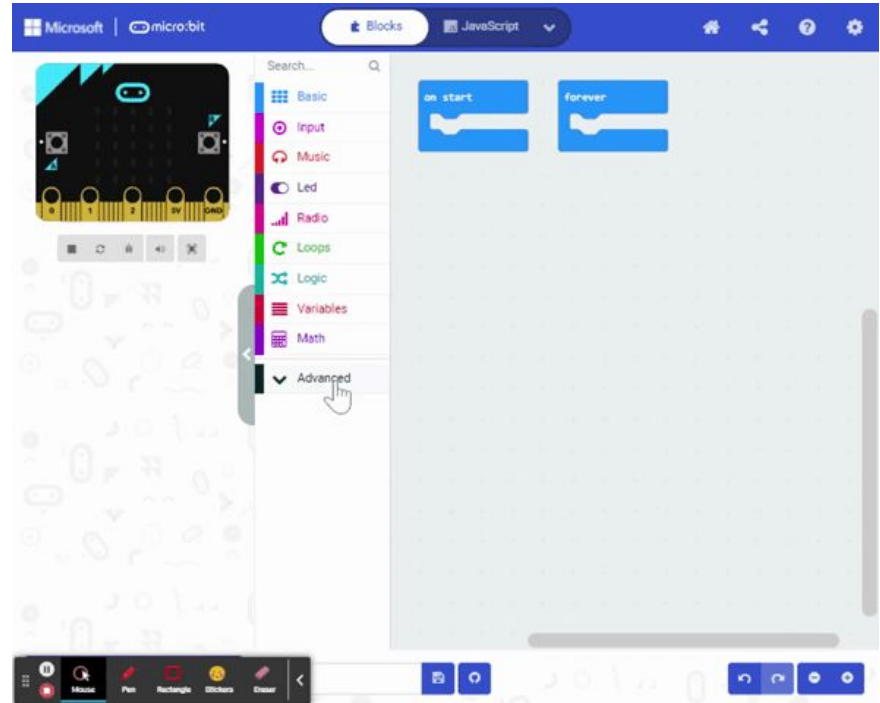 Microsoft micro:bit Blocks JavaScript
Search...
Basic
Input
Music
Led
Radio
Loops
Logic
Variables
Math
Advanced
on start
forever
0 1 2 3V GND
Mouse Pen Rectangle Stickers Eraser